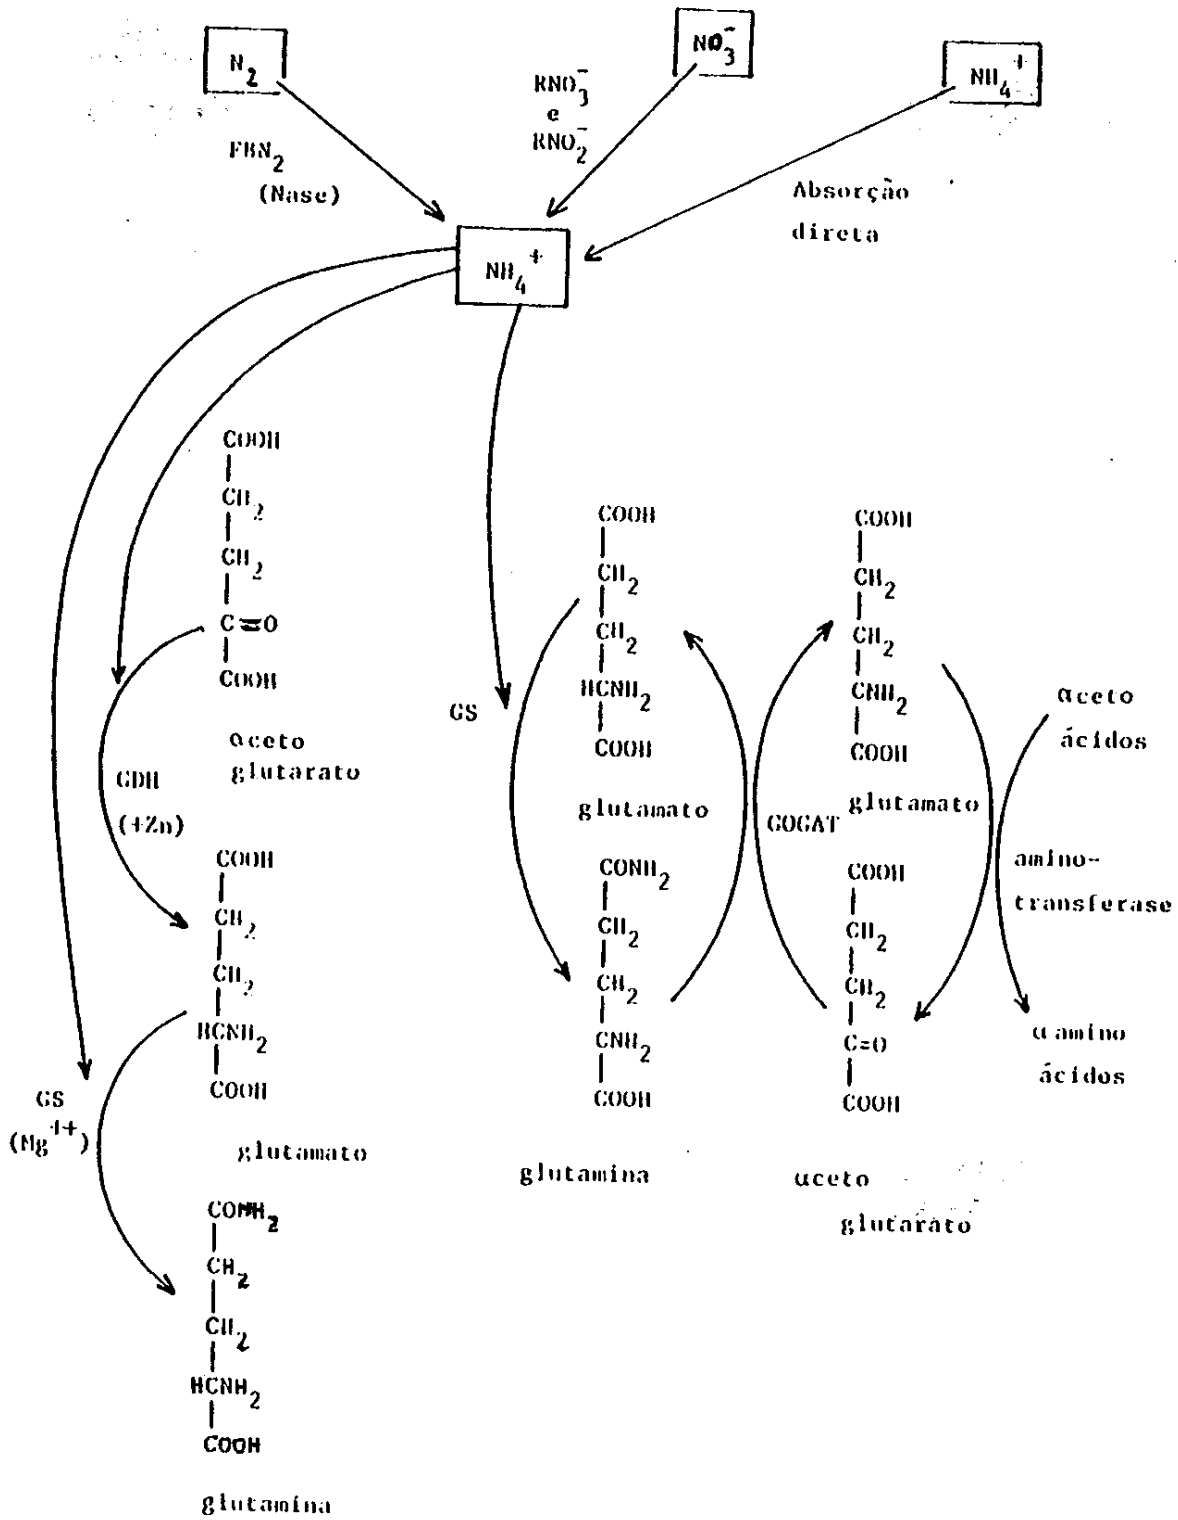 N2
NO3-
NH4+
FBN2
(Nase)
RNO3-
e
RNO2-
Absorção
direta
NH4+
COOH
CH2
CH2
C=O
COOH
αceto
glutarato
GDH
(+Zn)
COOH
CH2
CH2
HCNH2
COOH
glutamato
GS
(Mg++)
CONH2
CH2
CH2
HCNH2
COOH
glutamina
GS
COOH
CH2
CH2
HCNH2
COOH
glutamato
CONH2
CH2
CH2
CNH2
COOH
glutamina
GOGAT
COOH
CH2
CH2
CNH2
COOH
glutamato
COOH
CH2
CH2
C=O
COOH
αceto
glutarato
αceto
ácidos
amino-
transferase
α amino
ácidos